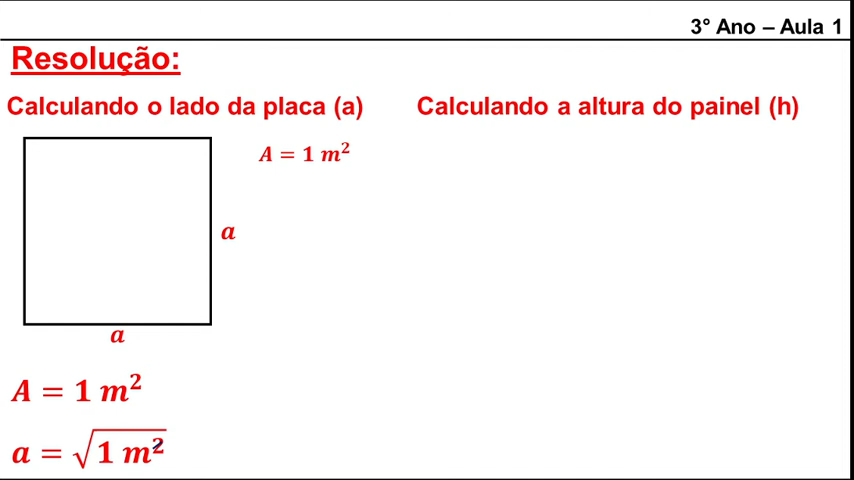 3° Ano – Aula 1
Resolução:
Calculando o lado da placa (a)
Calculando a altura do painel (h)
A = 1 m²
a
a
A = 1 m²
a = √1 m²